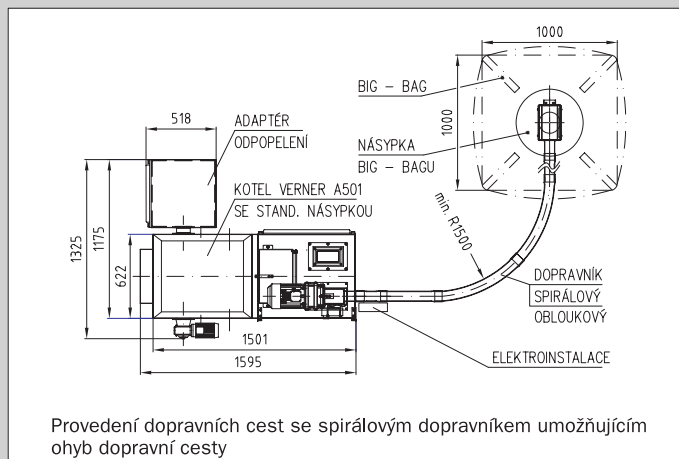 1000
BIG - BAG
1000
NÁSYPKA
BIG - BAGU
518
ADAPTÉR
ODPOPELENÍ
KOTEL VERNER A501
SE STAND. NÁSYPKOU
1325
1175
622
min. R1500
DOPRAVNÍK
SPIRÁLOVÝ
OBLOUKOVÝ
1501
1595
ELEKTROINSTALACE
Provedení dopravních cest se spirálovým dopravníkem umožňujícím
ohyb dopravní cesty